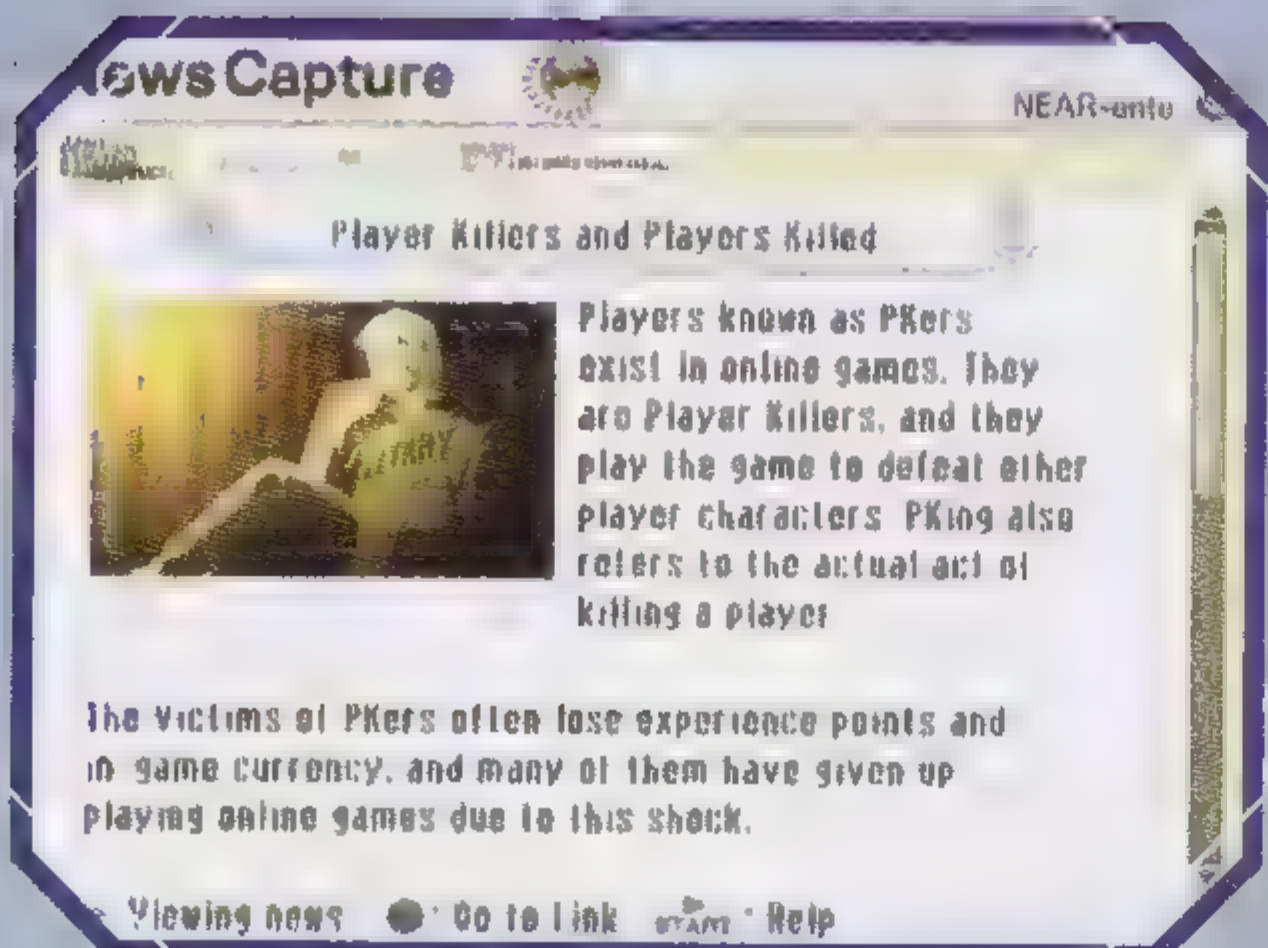 News Capture
Player Killers and Players Killed
Players known as PKers
exist in online games. They
are Player Killers, and they
play the game to defeat other
player characters PKing also
refers to the actual act of
killing a player
The victims of PKers often lose experience points and
in game currency, and many of them have given up
playing online games due to this shock.
Viewing news Go to Link START : Help